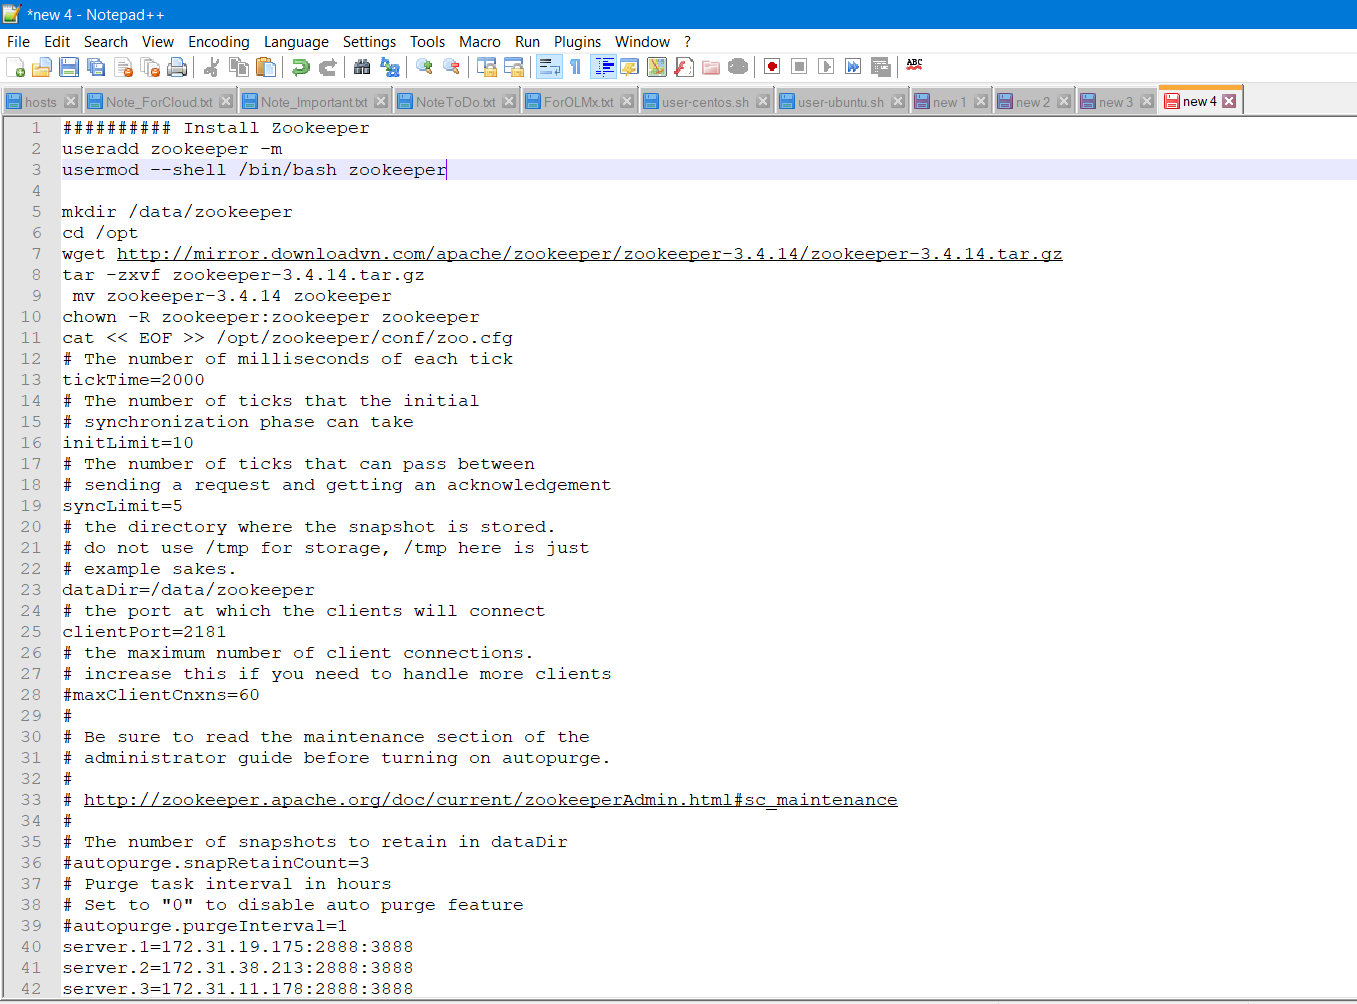 *new 4 - Notepad++
File Edit Search View Encoding Language Settings Tools Macro Run Plugins Window ?
ABC
hosts Note_ForCloud.txt Note_Important.txt NoteToDo.txt ForOLMx.txt user-centos.sh user-ubuntu.sh new 1 new 2 new 3 new 4
1 ########## Install Zookeeper
2 useradd zookeeper -m
3 usermod --shell /bin/bash zookeeper
4
5 mkdir /data/zookeeper
6 cd /opt
7 wget http://mirror.downloadvn.com/apache/zookeeper/zookeeper-3.4.14/zookeeper-3.4.14.tar.gz
8 tar -zxvf zookeeper-3.4.14.tar.gz
9  mv zookeeper-3.4.14 zookeeper
10 chown -R zookeeper:zookeeper zookeeper
11 cat << EOF >> /opt/zookeeper/conf/zoo.cfg
12 # The number of milliseconds of each tick
13 tickTime=2000
14 # The number of ticks that the initial
15 # synchronization phase can take
16 initLimit=10
17 # The number of ticks that can pass between
18 # sending a request and getting an acknowledgement
19 syncLimit=5
20 # the directory where the snapshot is stored.
21 # do not use /tmp for storage, /tmp here is just
22 # example sakes.
23 dataDir=/data/zookeeper
24 # the port at which the clients will connect
25 clientPort=2181
26 # the maximum number of client connections.
27 # increase this if you need to handle more clients
28 #maxClientCnxns=60
29 #
30 # Be sure to read the maintenance section of the
31 # administrator guide before turning on autopurge.
32 #
33 # http://zookeeper.apache.org/doc/current/zookeeperAdmin.html#sc_maintenance
34 #
35 # The number of snapshots to retain in dataDir
36 #autopurge.snapRetainCount=3
37 # Purge task interval in hours
38 # Set to "0" to disable auto purge feature
39 #autopurge.purgeInterval=1
40 server.1=172.31.19.175:2888:3888
41 server.2=172.31.38.213:2888:3888
42 server.3=172.31.11.178:2888:3888